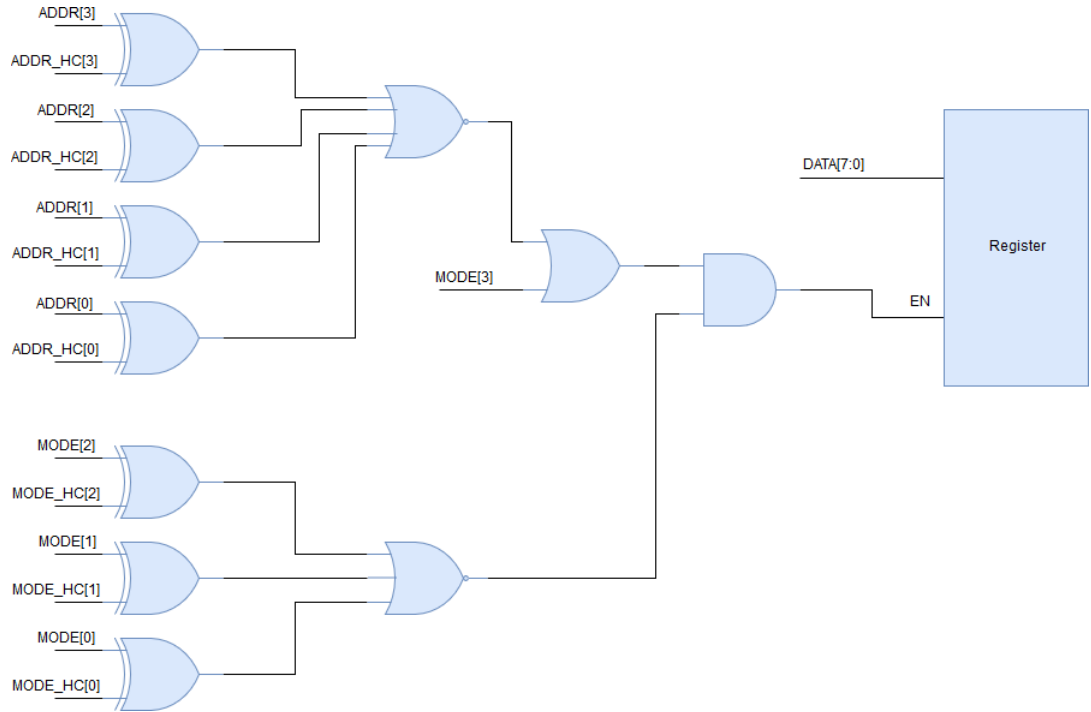 ADDR[3]
ADDR_HC[3]
ADDR[2]
ADDR_HC[2]
ADDR[1]
ADDR_HC[1]
ADDR[0]
ADDR_HC[0]
MODE[3]
DATA[7:0]
Register
EN
MODE[2]
MODE_HC[2]
MODE[1]
MODE_HC[1]
MODE[0]
MODE_HC[0]